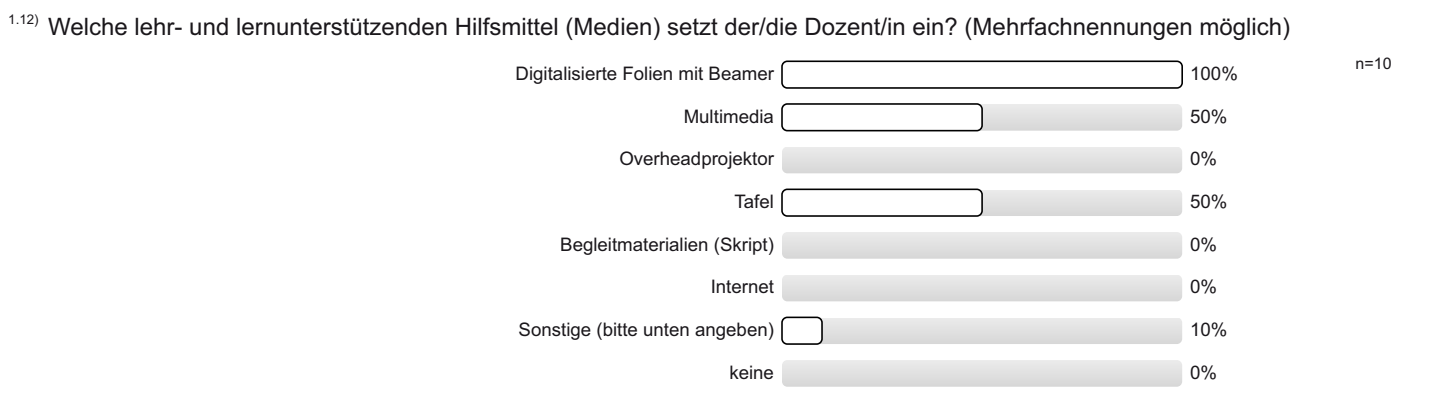 1.12) Welche lehr- und lernunterstützenden Hilfsmittel (Medien) setzt der/die Dozent/in ein? (Mehrfachnennungen möglich)
n=10
Digitalisierte Folien mit Beamer 100%
Multimedia 50%
Overheadprojektor 0%
Tafel 50%
Begleitmaterialien (Skript) 0%
Internet 0%
Sonstige (bitte unten angeben) 10%
keine 0%